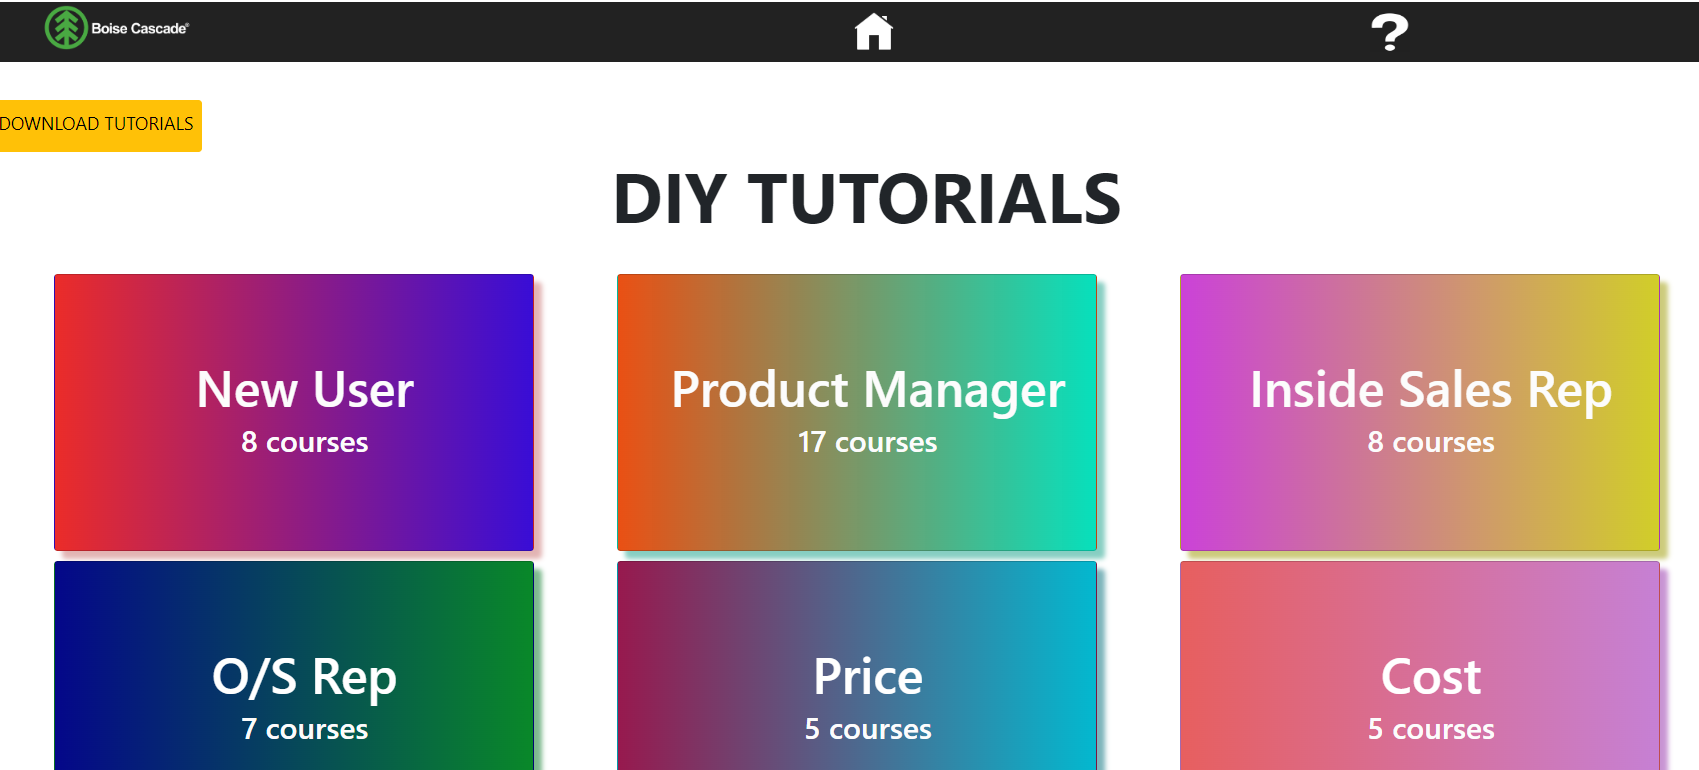 Boise Cascade®
?
DOWNLOAD TUTORIALS
DIY TUTORIALS
New User
8 courses
Product Manager
17 courses
Inside Sales Rep
8 courses
O/S Rep
7 courses
Price
5 courses
Cost
5 courses